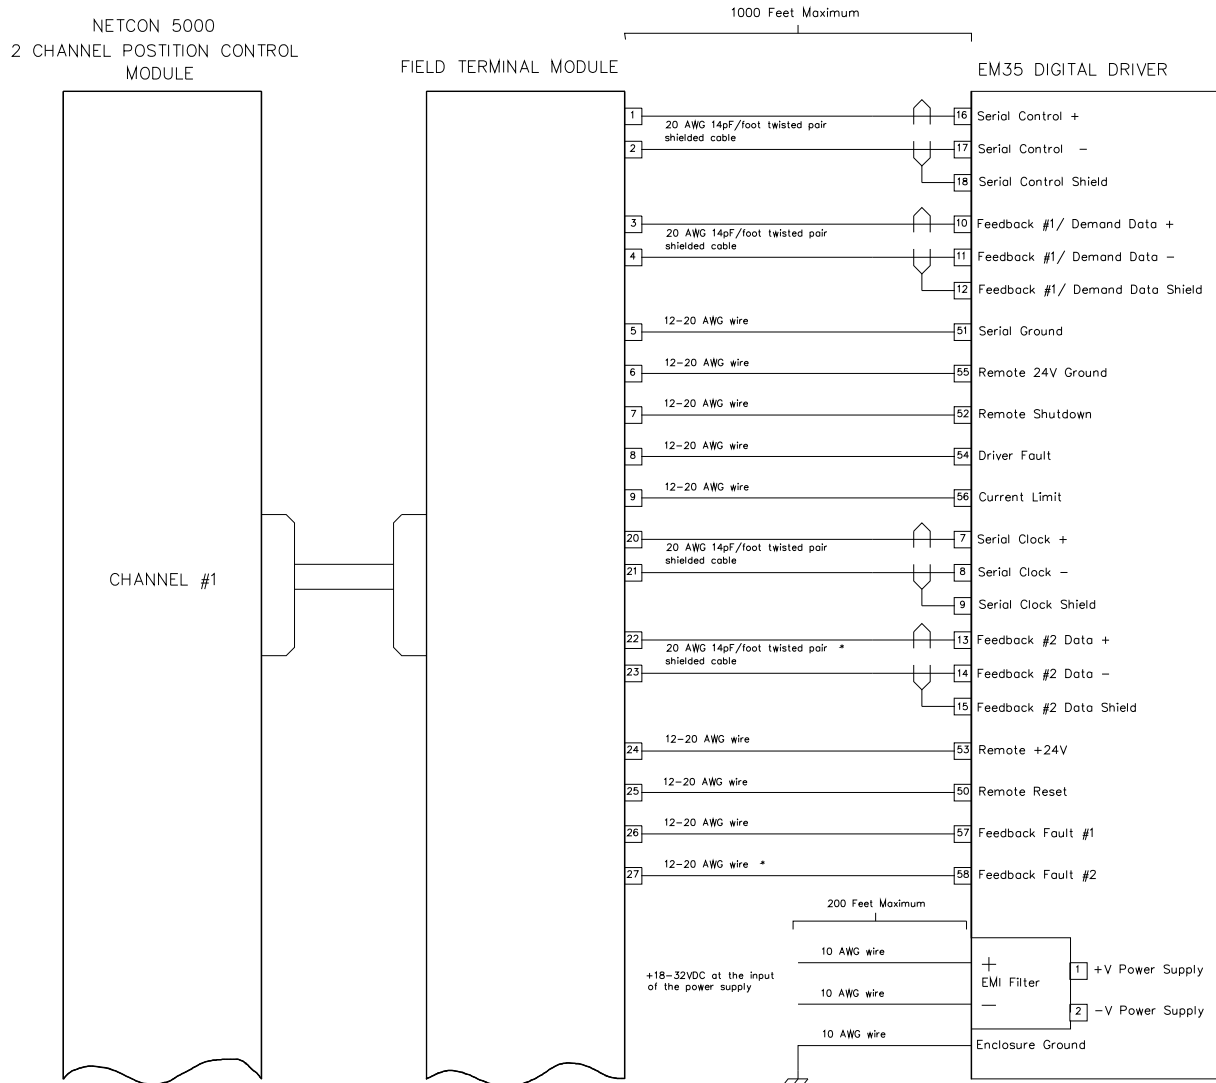 NETCON 5000
2 CHANNEL POSTITION CONTROL
MODULE
FIELD TERMINAL MODULE
1000 Feet Maximum
EM35 DIGITAL DRIVER
1
20 AWG 14pF/foot twisted pair
shielded cable
16
Serial Control +
2
17
Serial Control -
18
Serial Control Shield
3
20 AWG 14pF/foot twisted pair
shielded cable
10
Feedback #1/ Demand Data +
4
11
Feedback #1/ Demand Data -
12
Feedback #1/ Demand Data Shield
5
12-20 AWG wire
51
Serial Ground
6
12-20 AWG wire
55
Remote 24V Ground
7
12-20 AWG wire
52
Remote Shutdown
8
12-20 AWG wire
54
Driver Fault
9
12-20 AWG wire
56
Current Limit
20
20 AWG 14pF/foot twisted pair
shielded cable
7
Serial Clock +
21
8
Serial Clock -
9
Serial Clock Shield
CHANNEL #1
22
20 AWG 14pF/foot twisted pair *
shielded cable
13
Feedback #2 Data +
23
14
Feedback #2 Data -
15
Feedback #2 Data Shield
24
12-20 AWG wire
53
Remote +24V
25
12-20 AWG wire
50
Remote Reset
26
12-20 AWG wire
57
Feedback Fault #1
27
12-20 AWG wire *
58
Feedback Fault #2
200 Feet Maximum
+18-32VDC at the input
of the power supply
10 AWG wire
+
EMI Filter
1
+V Power Supply
10 AWG wire
-
2
-V Power Supply
10 AWG wire
Enclosure Ground